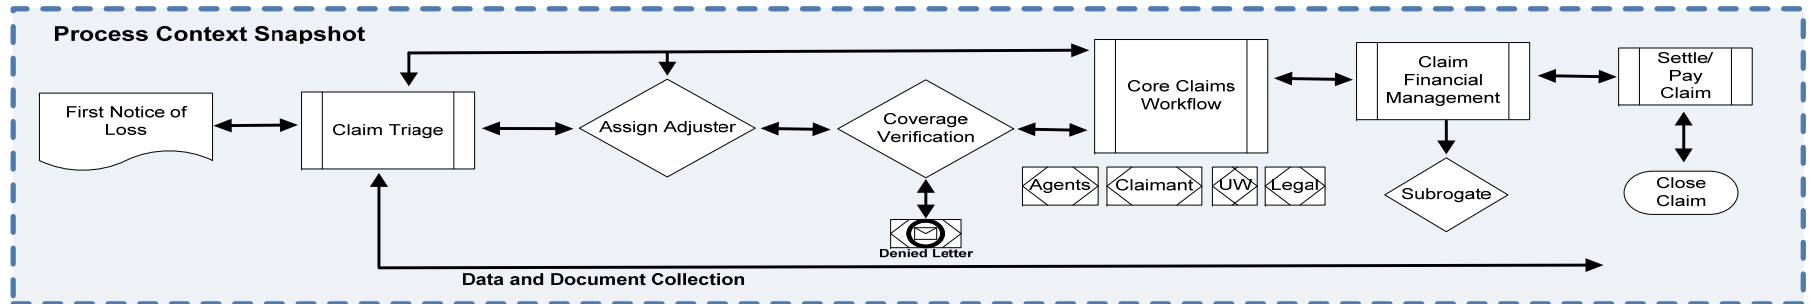 Process Context Snapshot
First Notice of
Loss
Claim Triage
Assign Adjuster
Coverage
Verification
Denied Letter
Core Claims
Workflow
Agents
Claimant
UW
Legal
Claim
Financial
Management
Subrogate
Settle/
Pay
Claim
Close
Claim
Data and Document Collection